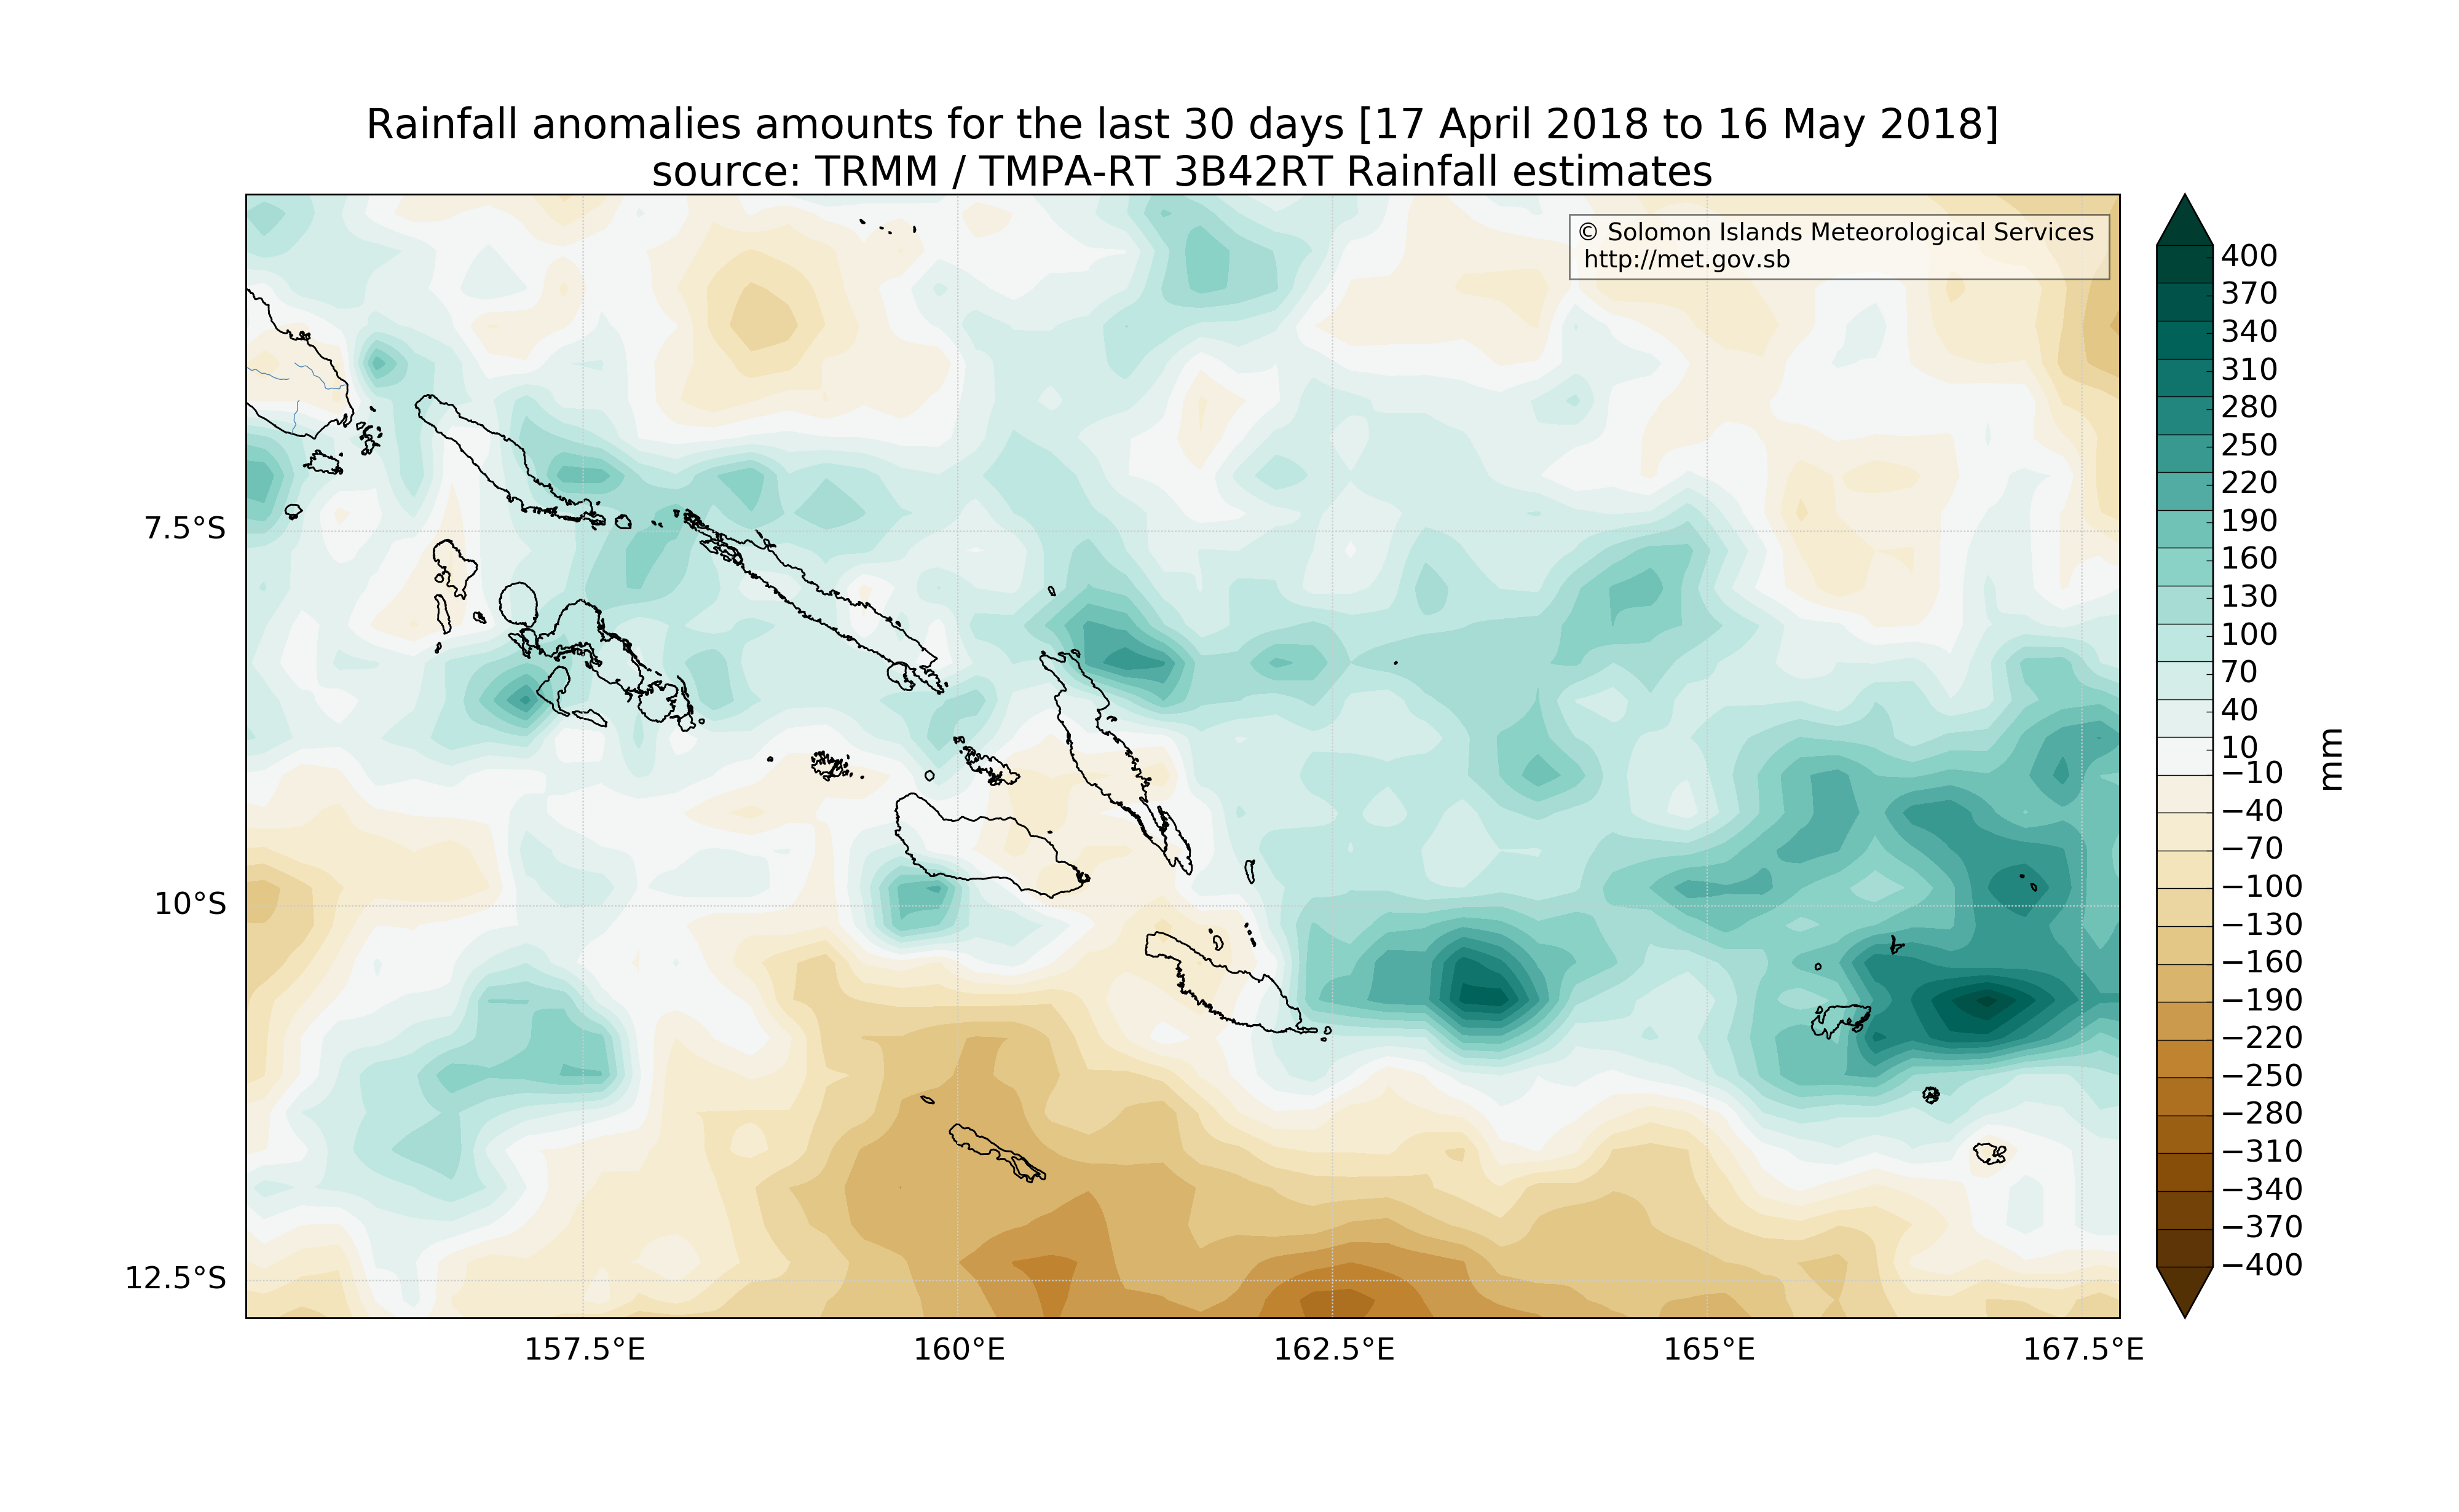 Rainfall anomalies amounts for the last 30 days [17 April 2018 to 16 May 2018]
source: TRMM / TMPA-RT 3B42RT Rainfall estimates
© Solomon Islands Meteorological Services
http://met.gov.sb
7.5°S
10°S
12.5°S
157.5°E
160°E
162.5°E
165°E
167.5°E
400
370
340
310
280
250
220
190
160
130
100
70
40
10
−10
−40
−70
−100
−130
−160
−190
−220
−250
−280
−310
−340
−370
−400
mm